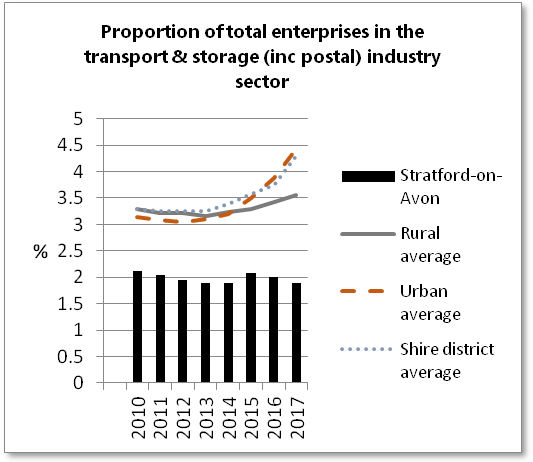 Proportion of total enterprises in the
transport & storage (inc postal) industry
sector
5
4.5
4
3.5
3
2.5
2
1.5
1
0.5
0
%
2010
2011
2012
2013
2014
2015
2016
2017
Stratford-on-
Avon
Rural
average
Urban
average
Shire district
average